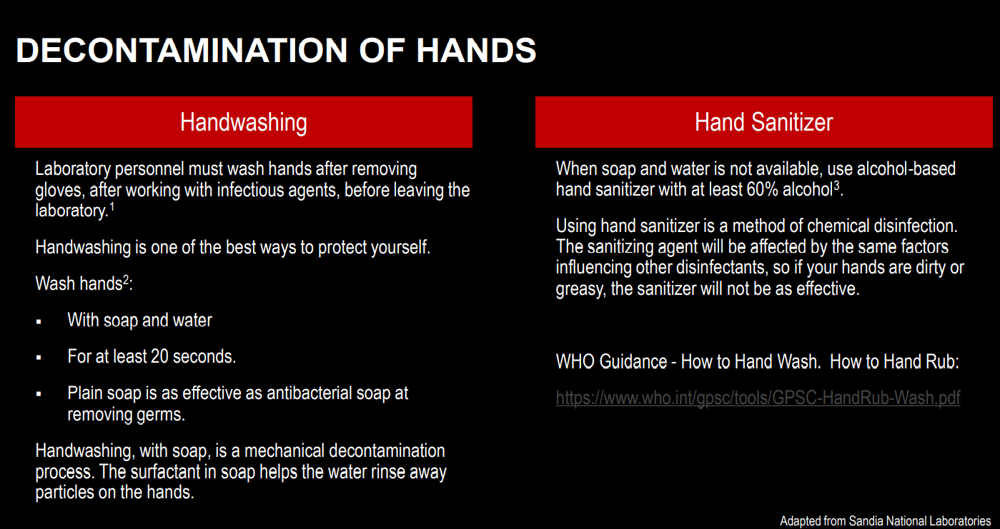 DECONTAMINATION OF HANDS
Handwashing
Laboratory personnel must wash hands after removing
gloves, after working with infectious agents, before leaving the
laboratory.¹
Handwashing is one of the best ways to protect yourself.
Wash hands²:
▪ With soap and water
▪ For at least 20 seconds.
▪ Plain soap is as effective as antibacterial soap at
removing germs.
Handwashing, with soap, is a mechanical decontamination
process. The surfactant in soap helps the water rinse away
particles on the hands.
Hand Sanitizer
When soap and water is not available, use alcohol-based
hand sanitizer with at least 60% alcohol³.
Using hand sanitizer is a method of chemical disinfection.
The sanitizing agent will be affected by the same factors
influencing other disinfectants, so if your hands are dirty or
greasy, the sanitizer will not be as effective.
WHO Guidance - How to Hand Wash.  How to Hand Rub:
https://www.who.int/gpsc/tools/GPSC-HandRub-Wash.pdf
Adapted from Sandia National Laboratories